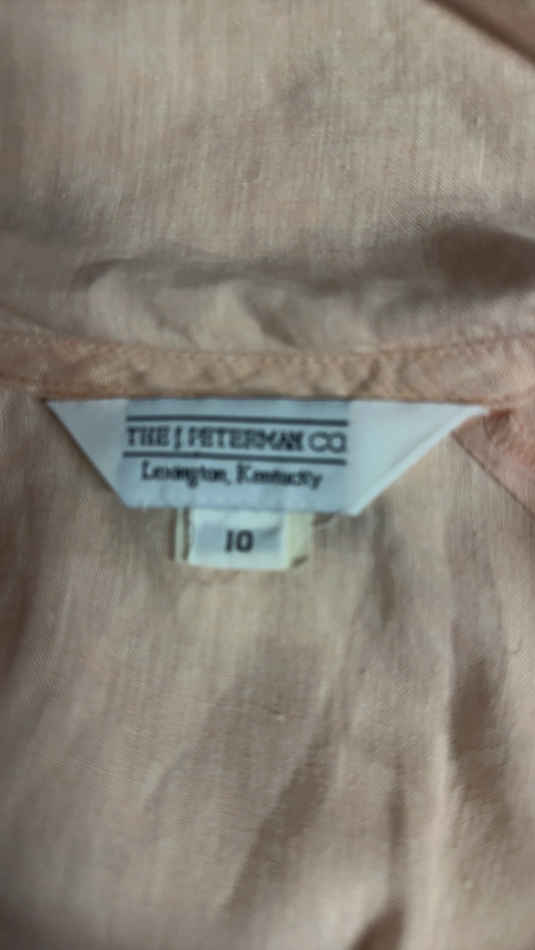 THE J. PETERMAN CO.
Lexington, Kentucky
10